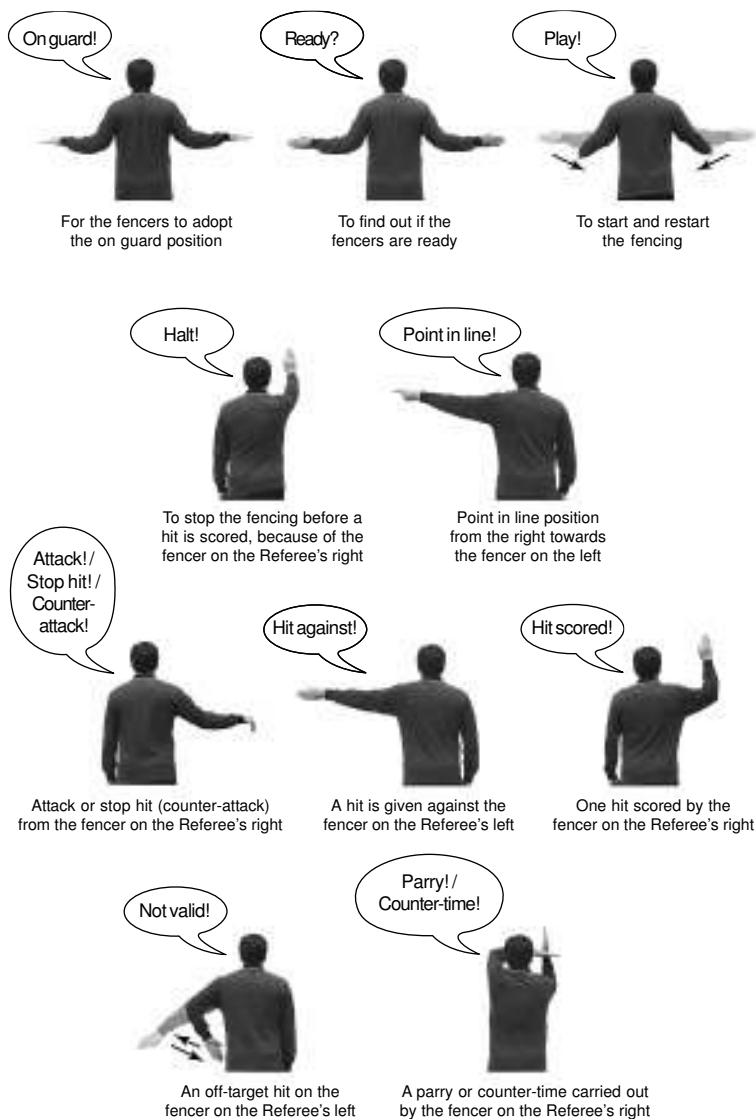 On guard!
Ready?
Play!
For the fencers to adopt
the on guard position
To find out if the
fencers are ready
To start and restart
the fencing
Halt!
Point in line!
To stop the fencing before a
hit is scored, because of the
fencer on the Referee's right
Point in line position
from the right towards
the fencer on the left
Attack! /
Stop hit! /
Counter-
attack!
Hit against!
Hit scored!
Attack or stop hit (counter-attack)
from the fencer on the Referee's right
A hit is given against the
fencer on the Referee's left
One hit scored by the
fencer on the Referee's right
Not valid!
Parry! /
Counter-time!
An off-target hit on the
fencer on the Referee's left
A parry or counter-time carried out
by the fencer on the Referee's right